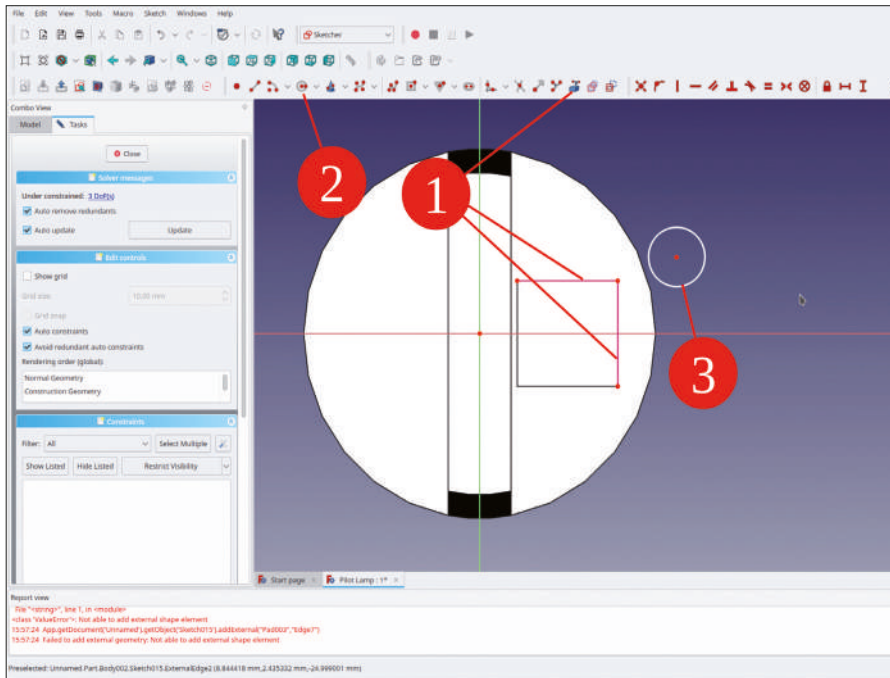 File Edit View Tools Macro Sketch Windows Help
Sketcher
Combo View
Model Tasks
Close
Solver messages
Under constrained: 3 DoF(s)
Auto remove redundants
Auto update Update
Edit controls
Show grid
Grid size 10.00 mm
Grid snap
Auto constraints
Avoid redundant auto constraints
Rendering order (global):
Normal Geometry
Construction Geometry
Constraints
Filter: All Select Multiple
Show Listed Hide Listed Restrict Visibility
2
1
3
Start page Pilot Lamp : 1*
Report view
File "<string>", line 1, in <module>
<class 'ValueError'>: Not able to add external shape element
15:57:24 App.getDocument('Unnamed').getObject('Sketch015').addExternal("Pad003","Edge7")
15:57:24 Failed to add external geometry: Not able to add external shape element
Preselected: Unnamed.Part.Body002.Sketch015.ExternalEdge2 (8.844418 mm,2.435332 mm,-24.999001 mm)